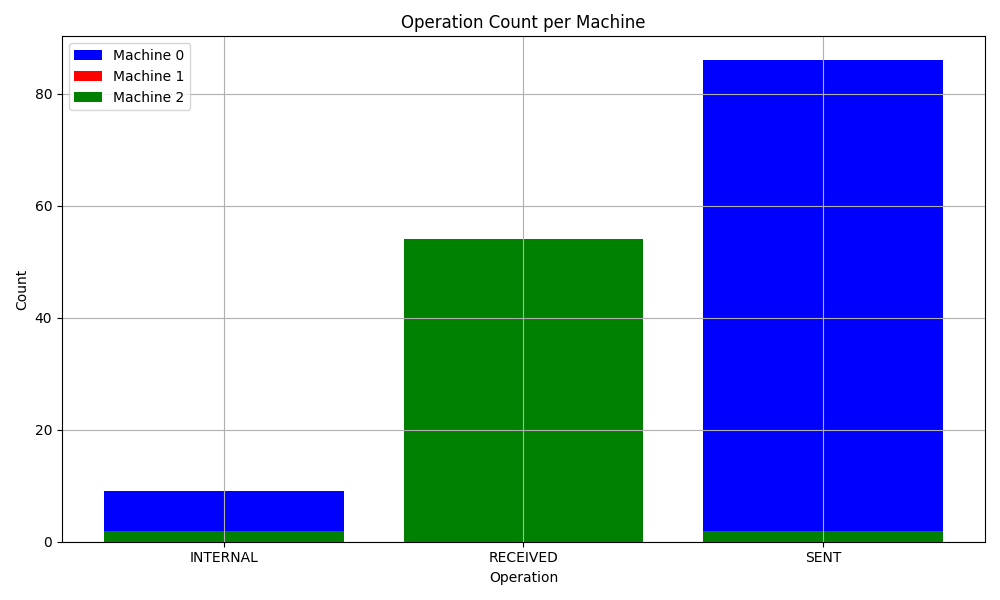 Operation Count per Machine
Machine 0
Machine 1
Machine 2
Count
80
60
40
20
0
INTERNAL
RECEIVED
SENT
Operation